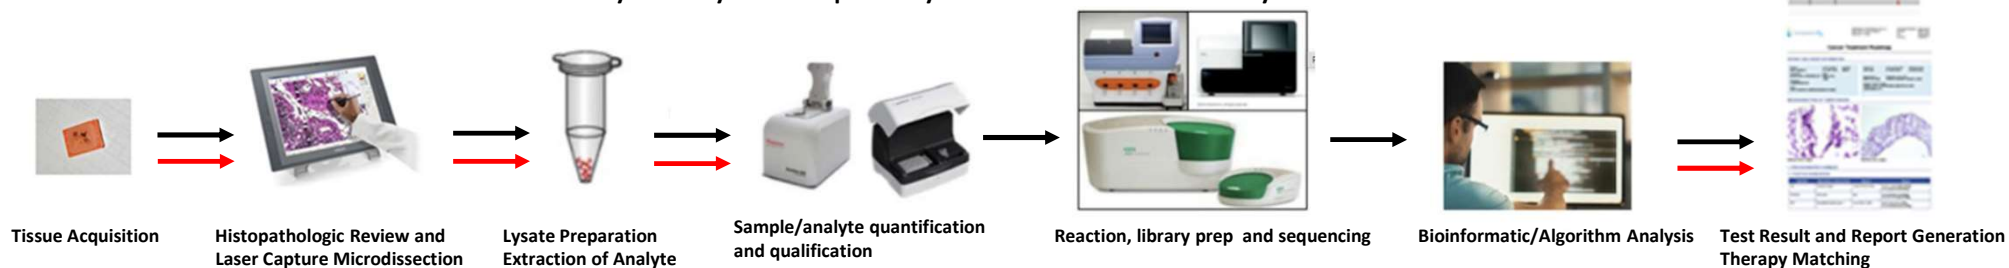 Tissue Acquisition
Histopathologic Review and
Laser Capture Microdissection
Lysate Preparation
Extraction of Analyte
Sample/analyte quantification
and qualification
Reaction, library prep  and sequencing
Bioinformatic/Algorithm Analysis
Test Result and Report Generation
Therapy Matching